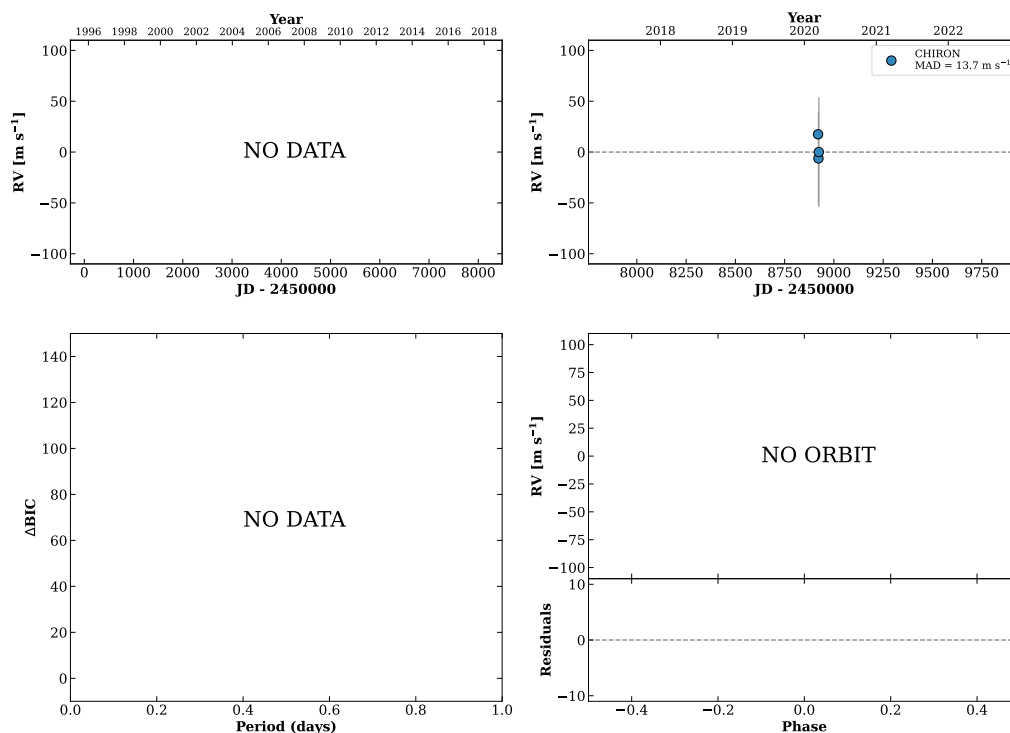 Year
1996 1998 2000 2002 2004 2006 2008 2010 2012 2014 2016 2018
100
50
0
−50
−100
RV [m s⁻¹]
NO DATA
0 1000 2000 3000 4000 5000 6000 7000 8000
JD - 2450000
Year
2018 2019 2020 2021 2022
CHIRON
MAD = 13.7 m s⁻¹
100
50
0
−50
−100
RV [m s⁻¹]
8000 8250 8500 8750 9000 9250 9500 9750
JD - 2450000
140
120
100
80
60
40
20
0
ΔBIC
NO DATA
0.0 0.2 0.4 0.6 0.8 1.0
Period (days)
100
75
50
25
0
−25
−50
−75
−100
RV [m s⁻¹]
NO ORBIT
10
0
−10
Residuals
−0.4 −0.2 0.0 0.2 0.4
Phase